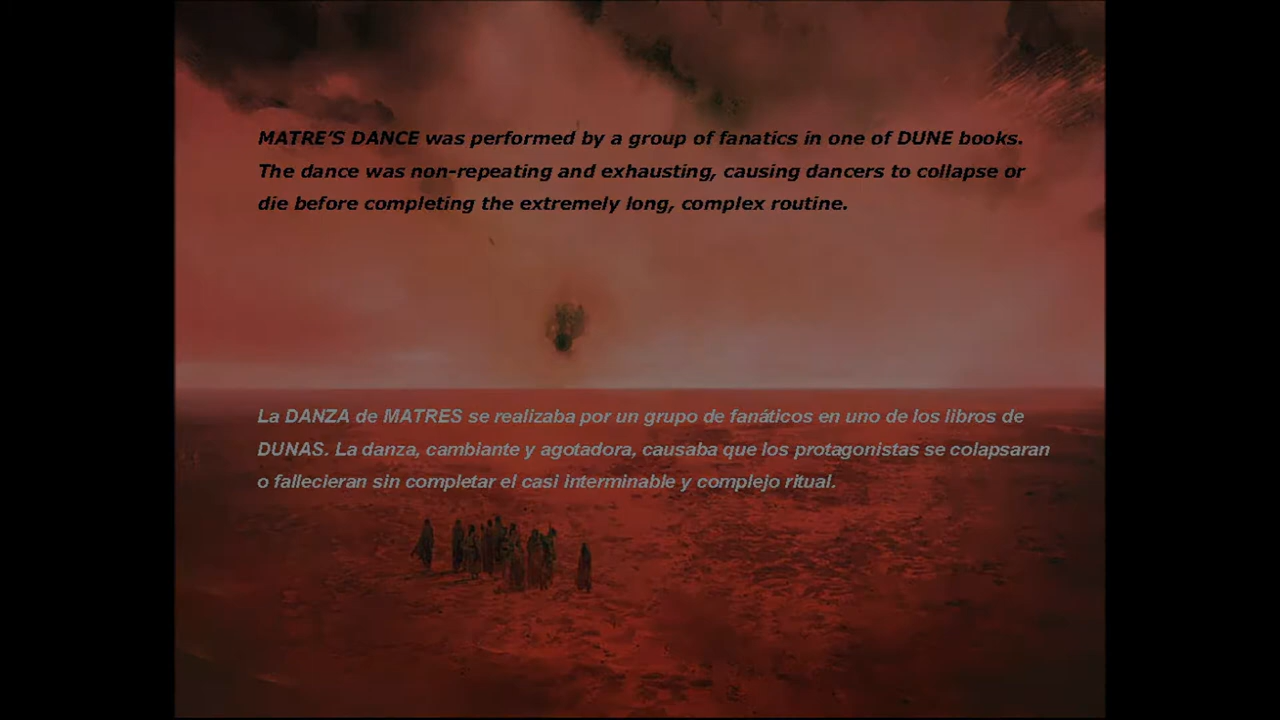 MATRE'S DANCE was performed by a group of fanatics in one of DUNE books.
The dance was non-repeating and exhausting, causing dancers to collapse or
die before completing the extremely long, complex routine.
La DANZA de MATRES se realizaba por un grupo de fanáticos en uno de los libros de
DUNAS. La danza, cambiante y agotadora, causaba que los protagonistas se colapsaran
o fallecieran sin completar el casi interminable y complejo ritual.